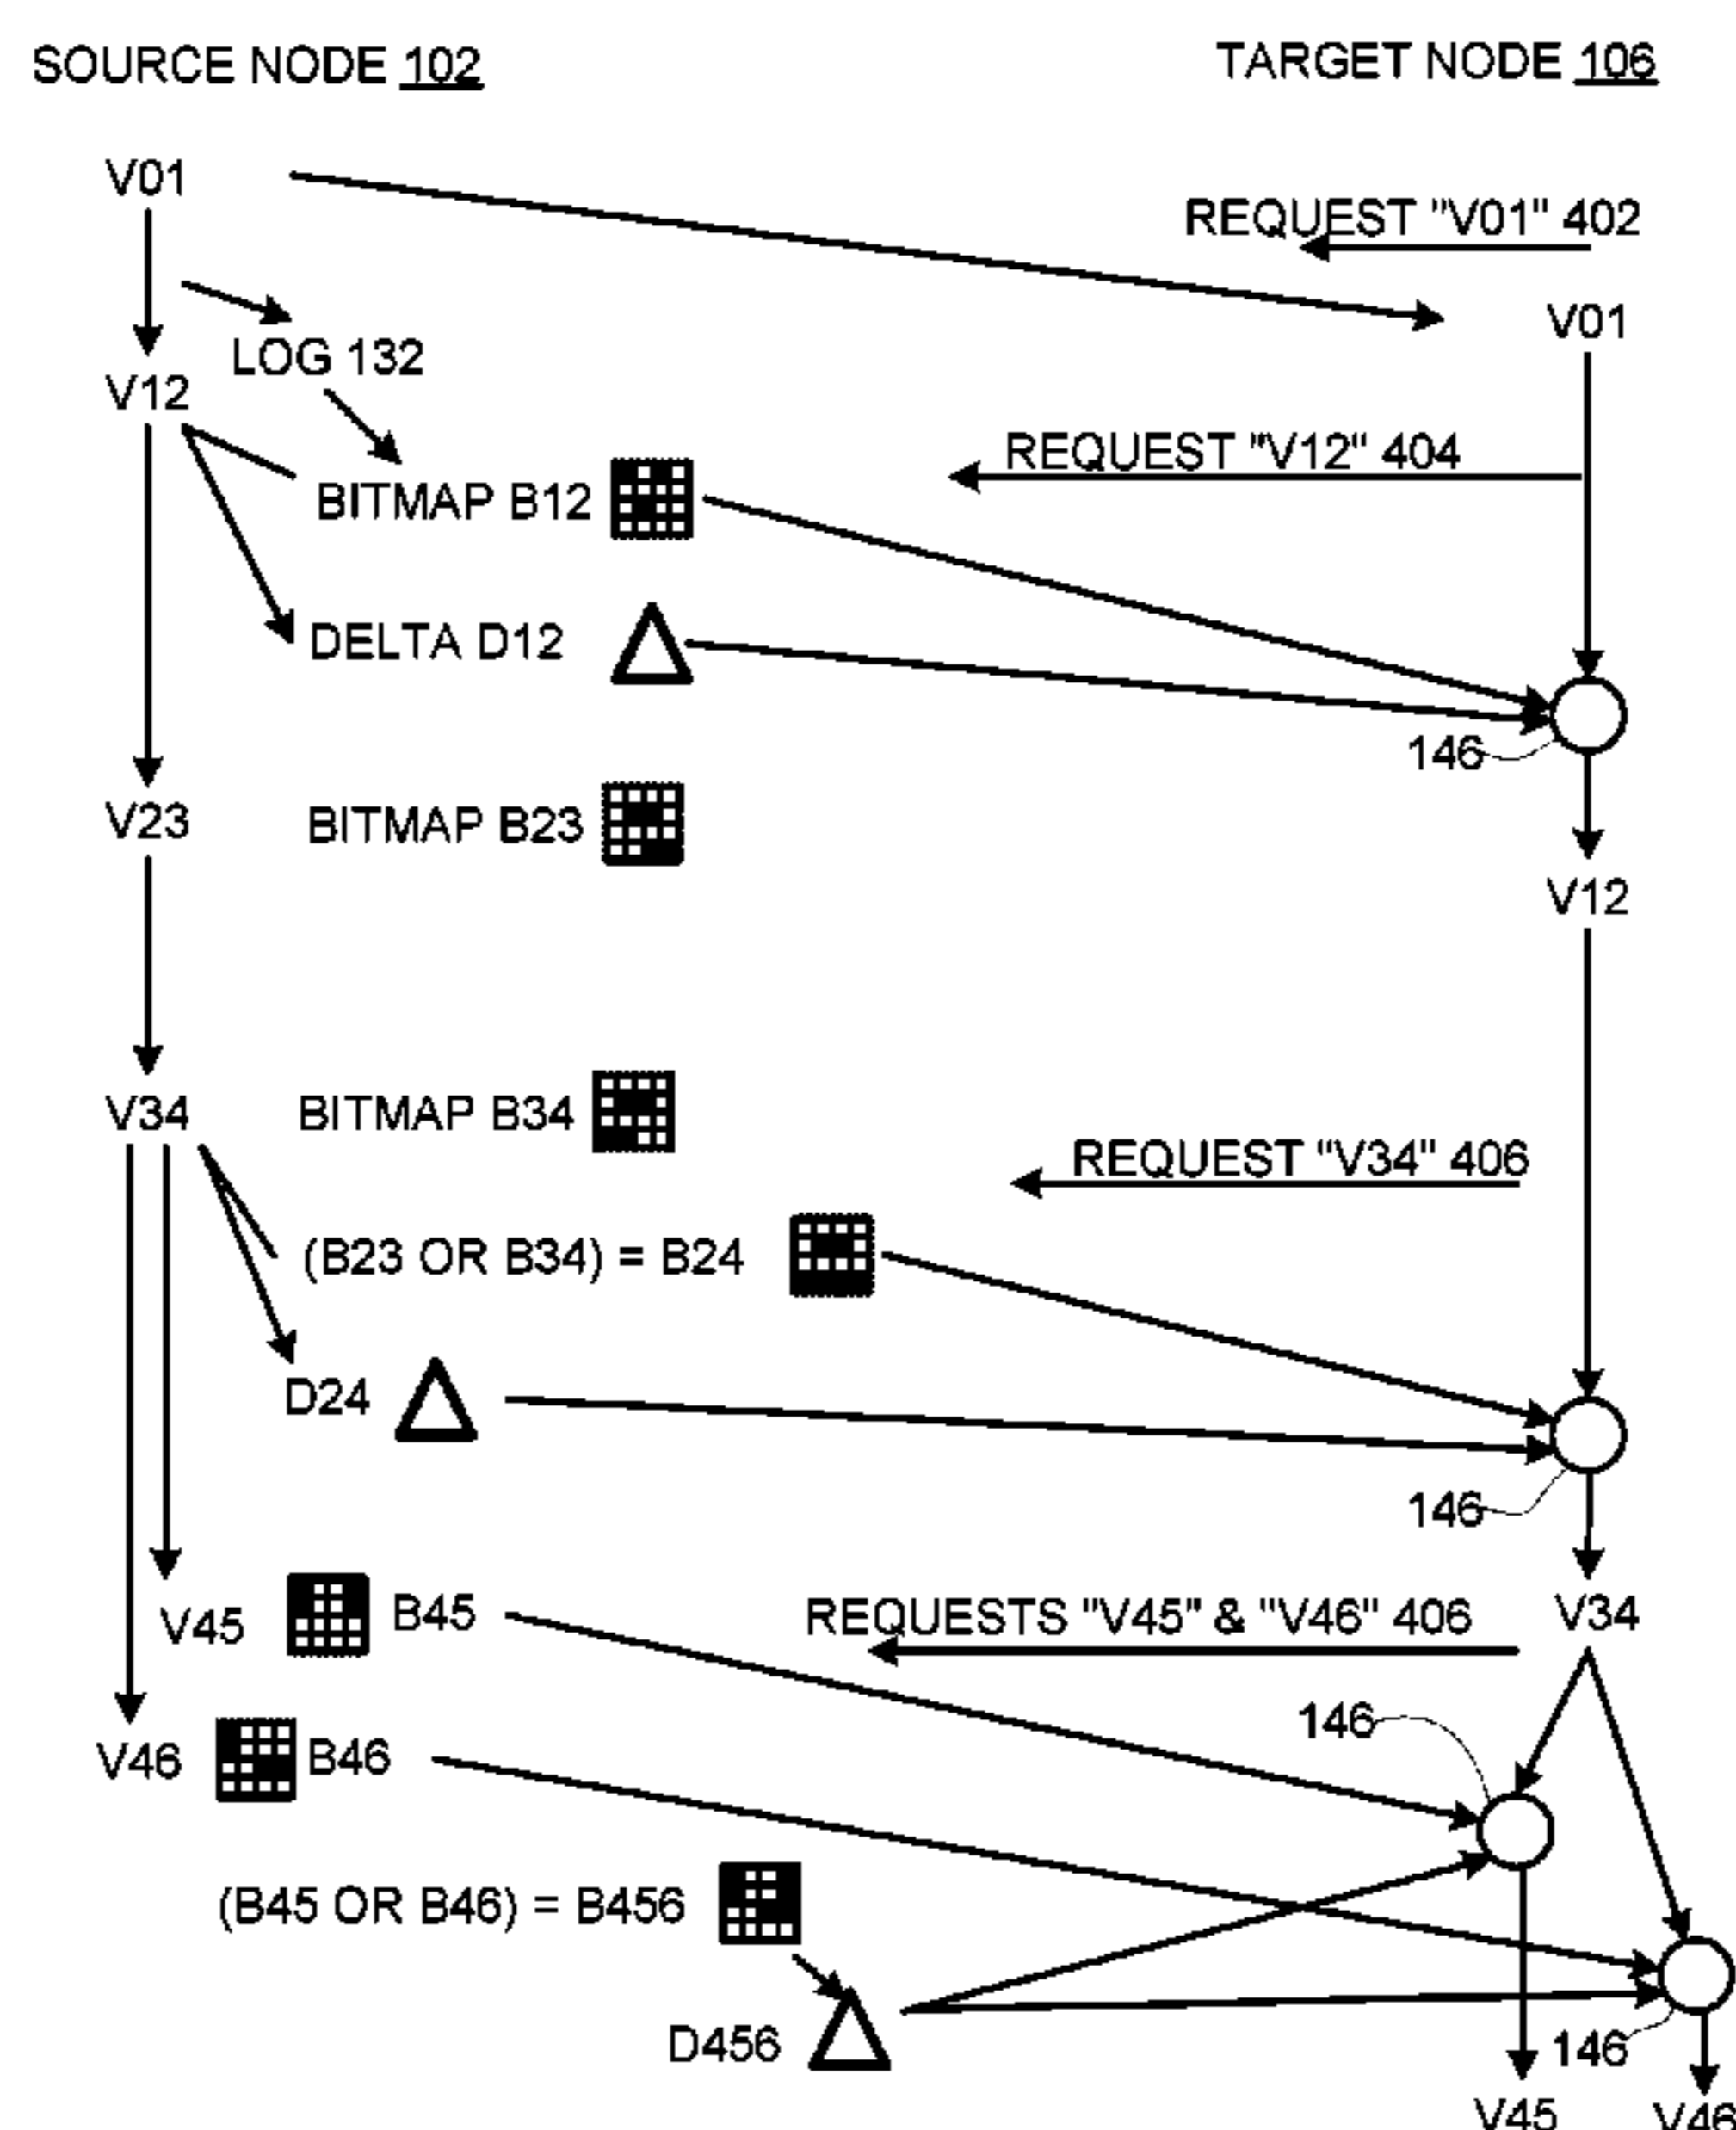 SOURCE NODE 102
TARGET NODE 106
V01
REQUEST "V01" 402
V01
LOG 132
V12
REQUEST "V12" 404
BITMAP B12
DELTA D12
146
V23
BITMAP B23
V12
V34
BITMAP B34
REQUEST "V34" 406
(B23 OR B34) = B24
D24
146
V45
B45
REQUESTS "V45" & "V46" 406
V34
146
V46
B46
(B45 OR B46) = B456
D456
146
V45
V46